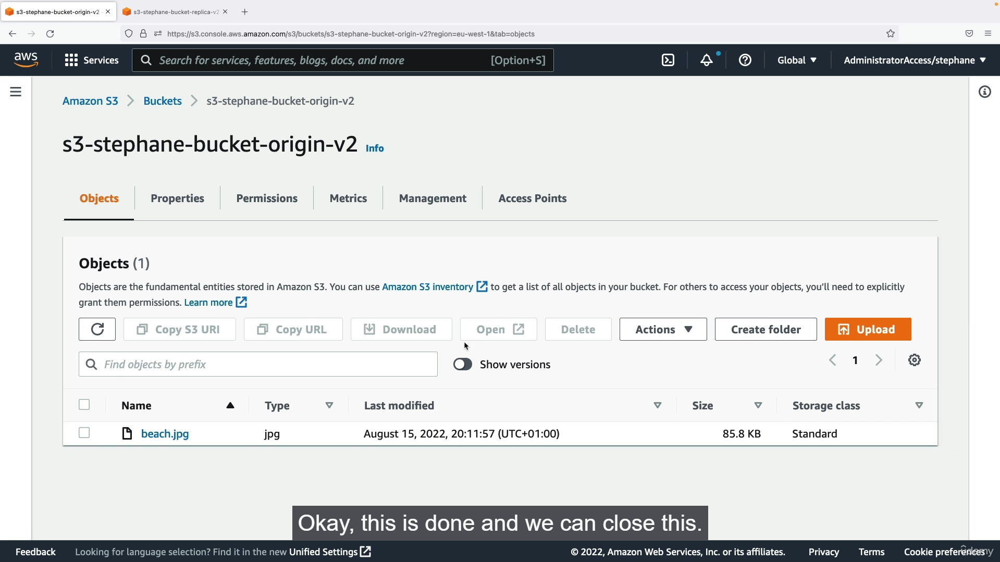 s3-stephane-bucket-origin-v2
s3-stephane-bucket-replica-v2
https://s3.console.aws.amazon.com/s3/buckets/s3-stephane-bucket-origin-v2?region=eu-west-1&tab=objects
aws
Services
Search for services, features, blogs, docs, and more
[Option+S]
Global
AdministratorAccess/stephane
Amazon S3
Buckets
s3-stephane-bucket-origin-v2
s3-stephane-bucket-origin-v2 Info
Objects
Properties
Permissions
Metrics
Management
Access Points
Objects (1)
Objects are the fundamental entities stored in Amazon S3. You can use Amazon S3 inventory to get a list of all objects in your bucket. For others to access your objects, you'll need to explicitly
grant them permissions. Learn more
Copy S3 URI
Copy URL
Download
Open
Delete
Actions
Create folder
Upload
Find objects by prefix
Show versions
1
Name
Type
Last modified
Size
Storage class
beach.jpg
jpg
August 15, 2022, 20:11:57 (UTC+01:00)
85.8 KB
Standard
Okay, this is done and we can close this.
Feedback
Looking for language selection? Find it in the new Unified Settings
© 2022, Amazon Web Services, Inc. or its affiliates.
Privacy
Terms
Cookie preferences
udemy